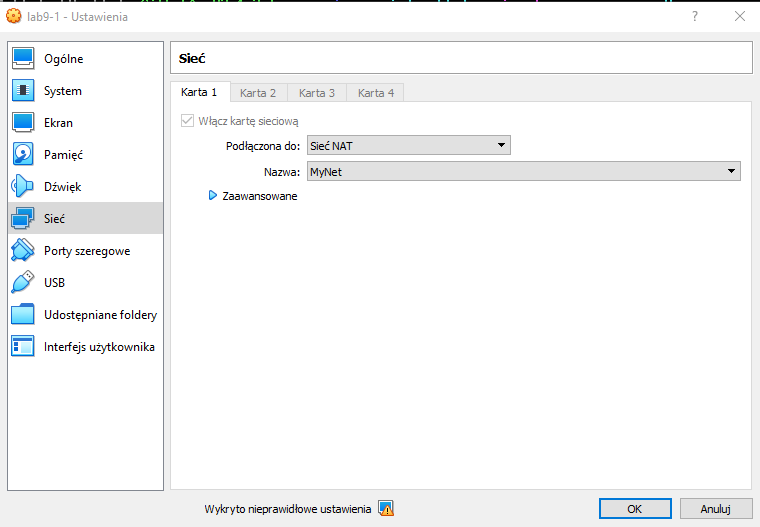 lab9-1 - Ustawienia
?
Ogólne
System
Ekran
Pamięć
Dźwięk
Sieć
Porty szeregowe
USB
Udostępniane foldery
Interfejs użytkownika
Sieć
Karta 1
Karta 2
Karta 3
Karta 4
Włącz kartę sieciową
Podłączona do:
Sieć NAT
Nazwa:
MyNet
Zaawansowane
Wykryto nieprawidłowe ustawienia
OK
Anuluj